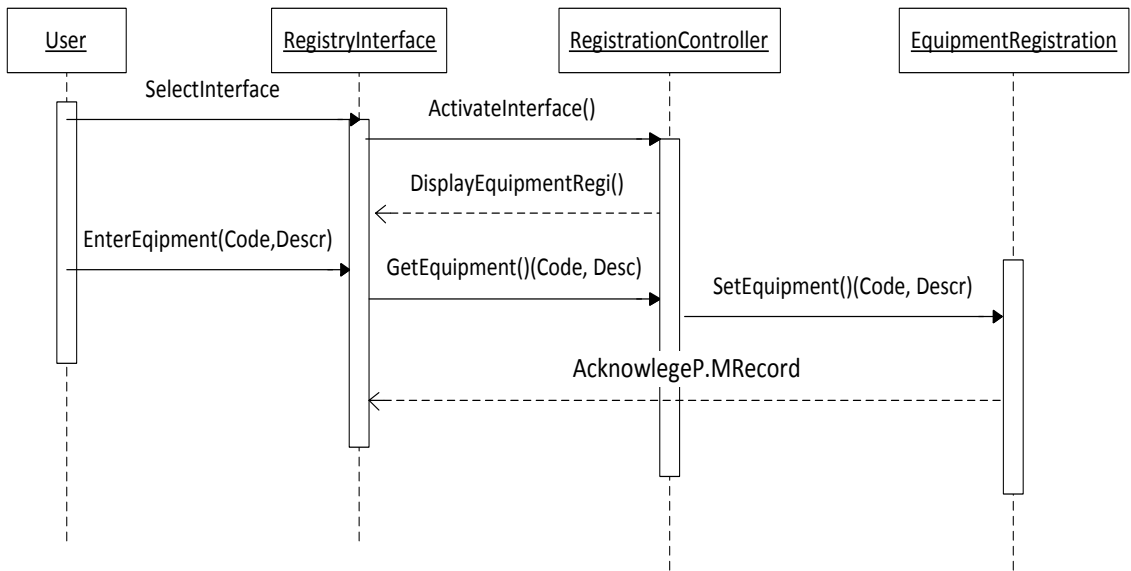 User
RegistryInterface
RegistrationController
EquipmentRegistration
SelectInterface
ActivateInterface()
DisplayEquipmentRegi()
EnterEqipment(Code,Descr)
GetEquipment()(Code, Desc)
SetEquipment()(Code, Descr)
AcknowlegeP.MRecord